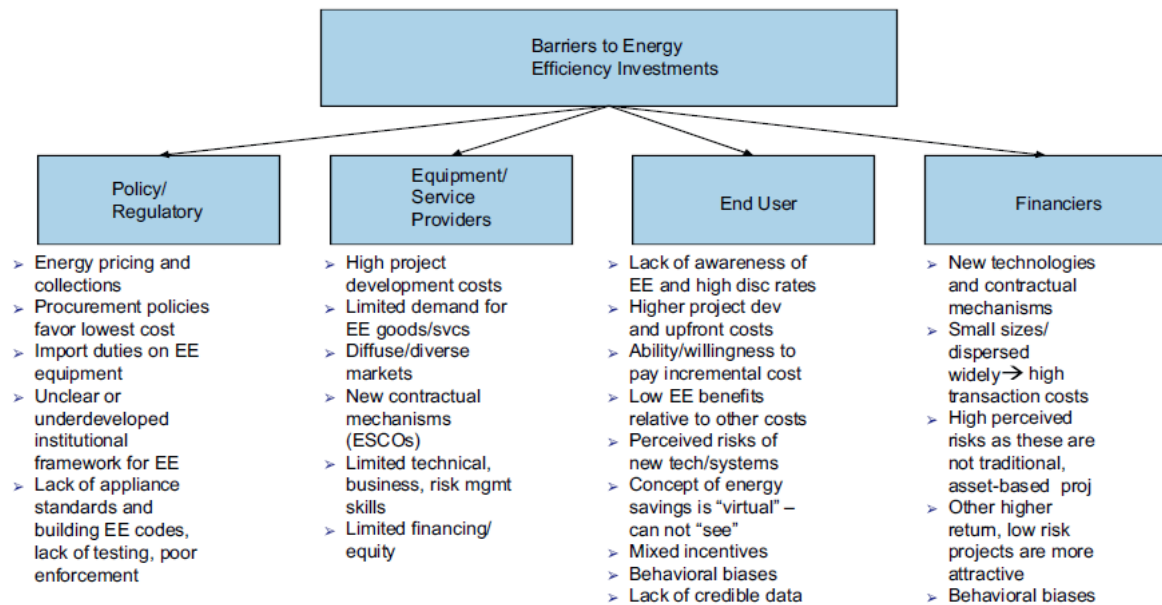 Barriers to Energy
Efficiency Investments
Policy/
Regulatory
➢ Energy pricing and
collections
➢ Procurement policies
favor lowest cost
➢ Import duties on EE
equipment
➢ Unclear or
underdeveloped
institutional
framework for EE
➢ Lack of appliance
standards and
building EE codes,
lack of testing, poor
enforcement
Equipment/
Service
Providers
➢ High project
development costs
➢ Limited demand for
EE goods/svcs
➢ Diffuse/diverse
markets
➢ New contractual
mechanisms
(ESCOs)
➢ Limited technical,
business, risk mgmt
skills
➢ Limited financing/
equity
End User
➢ Lack of awareness of
EE and high disc rates
➢ Higher project dev
and upfront costs
➢ Ability/willingness to
pay incremental cost
➢ Low EE benefits
relative to other costs
➢ Perceived risks of
new tech/systems
➢ Concept of energy
savings is “virtual” –
can not “see”
➢ Mixed incentives
➢ Behavioral biases
➢ Lack of credible data
Financiers
➢ New technologies
and contractual
mechanisms
➢ Small sizes/
dispersed
widely→ high
transaction costs
➢ High perceived
risks as these are
not traditional,
asset-based proj
➢ Other higher
return, low risk
projects are more
attractive
➢ Behavioral biases